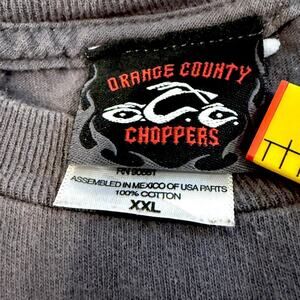 ORANGE COUNTY
CHOPPERS
ASSEMBLED IN MEXICO OF USA PARTS
100% COTTON
XXL